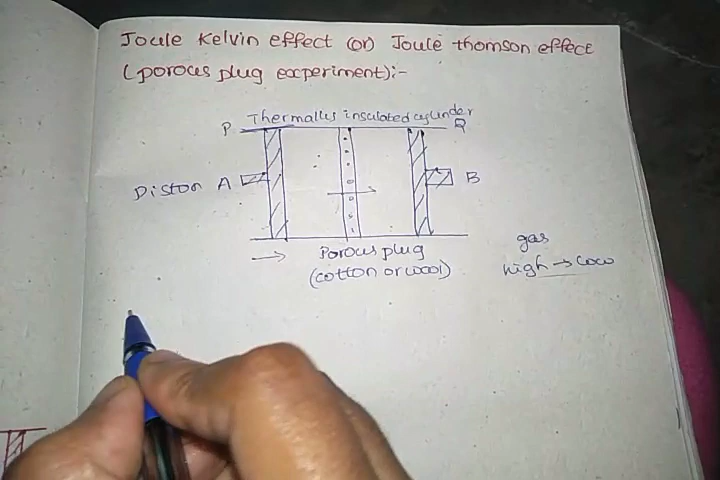 Joule Kelvin effect (or) Joule thomson effect
(porous plug experiment):-
P Thermally insulated cylinder Q
Piston A
B
Porous plug
(cotton or wool)
gas
high → low